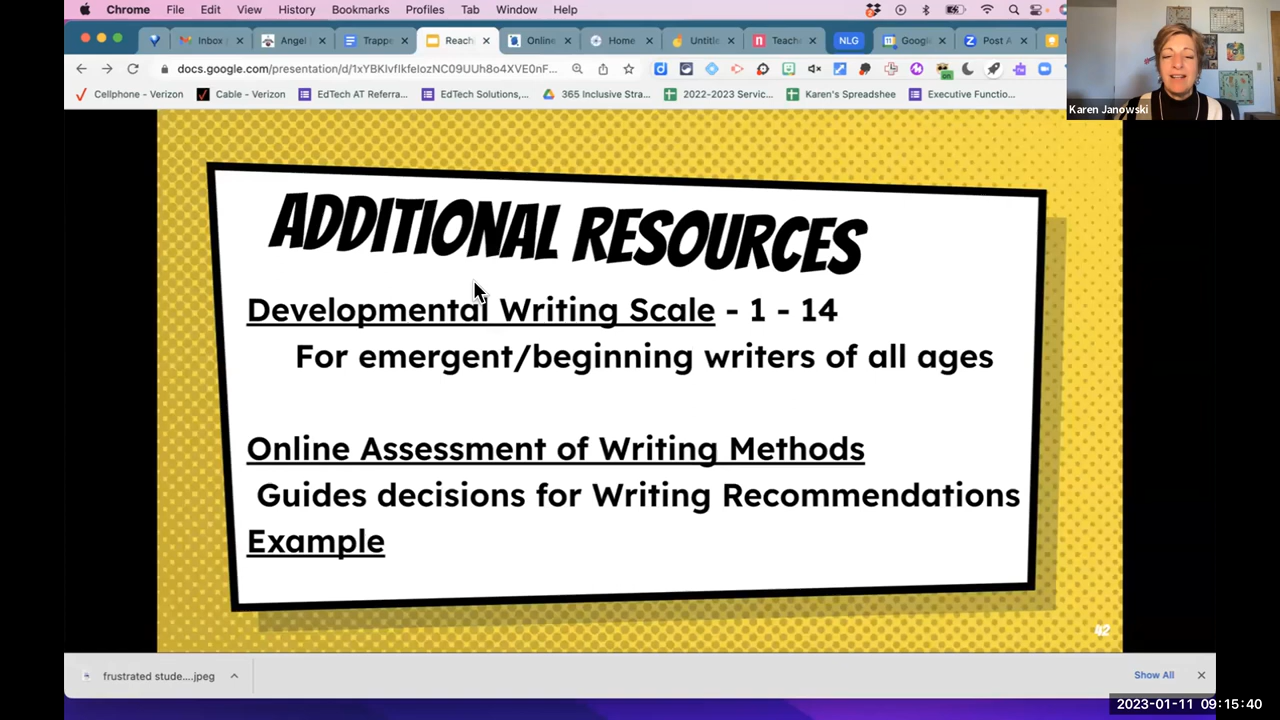 Chrome File Edit View History Bookmarks Profiles Tab Window Help
Inbox Angel Trappe Reach Online Home Untitle Teache NLG Google Post A
docs.google.com/presentation/d/1xYBKIvfIkfeIozNC09UUhBo4XVE0nF...
Cellphone - Verizon Cable - Verizon EdTech AT Referra... EdTech Solutions,... 365 Inclusive Stra... 2022-2023 Servic... Karen's Spreadshee Executive Functio...
Karen Janowski
ADDITIONAL RESOURCES
Developmental Writing Scale - 1 - 14
For emergent/beginning writers of all ages
Online Assessment of Writing Methods
Guides decisions for Writing Recommendations
Example
42
frustrated stude....jpeg
Show All
2023-01-11 09:15:40